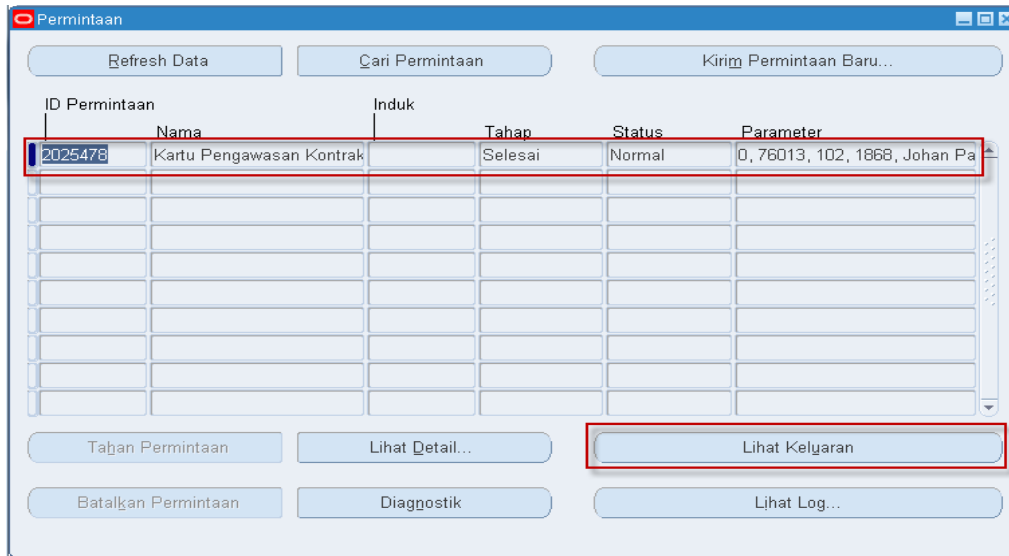 Permintaan
Refresh Data Cari Permintaan Kirim Permintaan Baru...
ID Permintaan Induk
Nama Tahap Status Parameter
2025478 Kartu Pengawasan Kontrak Selesai Normal 0, 76013, 102, 1868, Johan Pa
Tahan Permintaan Lihat Detail... Lihat Keluaran
Batalkan Permintaan Diagnostik Lihat Log...